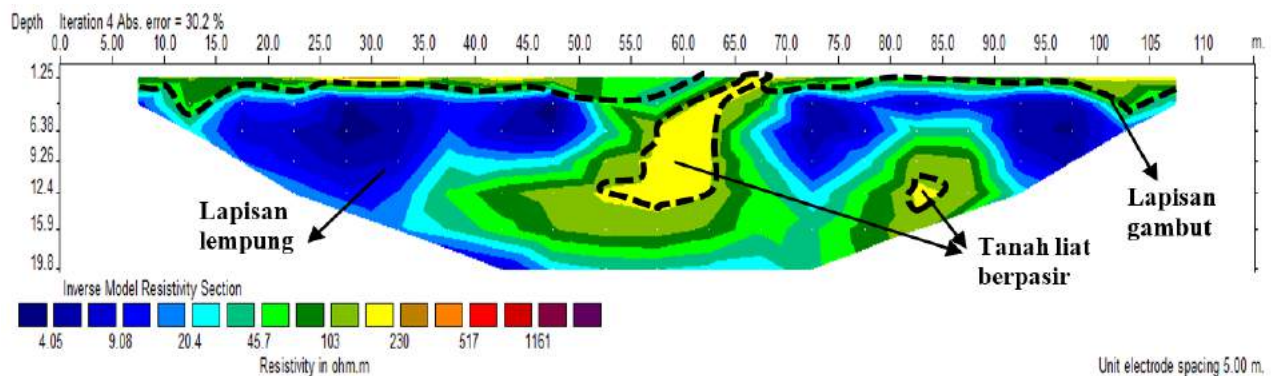 Depth Iteration 4 Abs. error = 30.2 %
0.0 5.0 10.0 15.0 20.0 25.0 30.0 35.0 40.0 45.0 50.0 55.0 60.0 65.0 70.0 75.0 80.0 85.0 90.0 95.0 100 105 110 m.
1.25
6.38
9.26
12.4
15.9
19.8
Lapisan
lempung
Tanah liat
berpasir
Lapisan
gambut
Inverse Model Resistivity Section
4.05 9.08 20.4 45.7 103 230 517 1161
Resistivity in ohm.m
Unit electrode spacing 5.00 m.